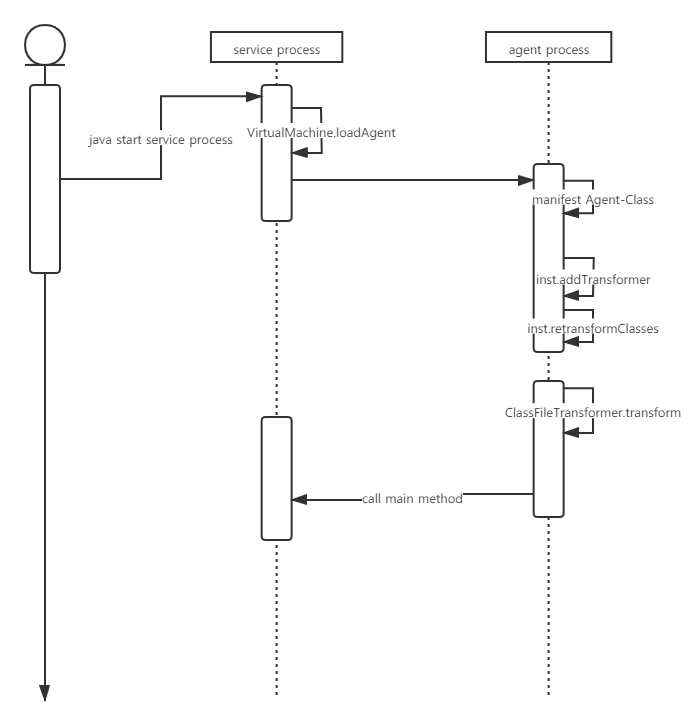 service process
agent process
java start service process
VirtualMachine.loadAgent
manifest Agent-Class
inst.addTransformer
inst.retransformClasses
ClassFileTransformer.transform
call main method